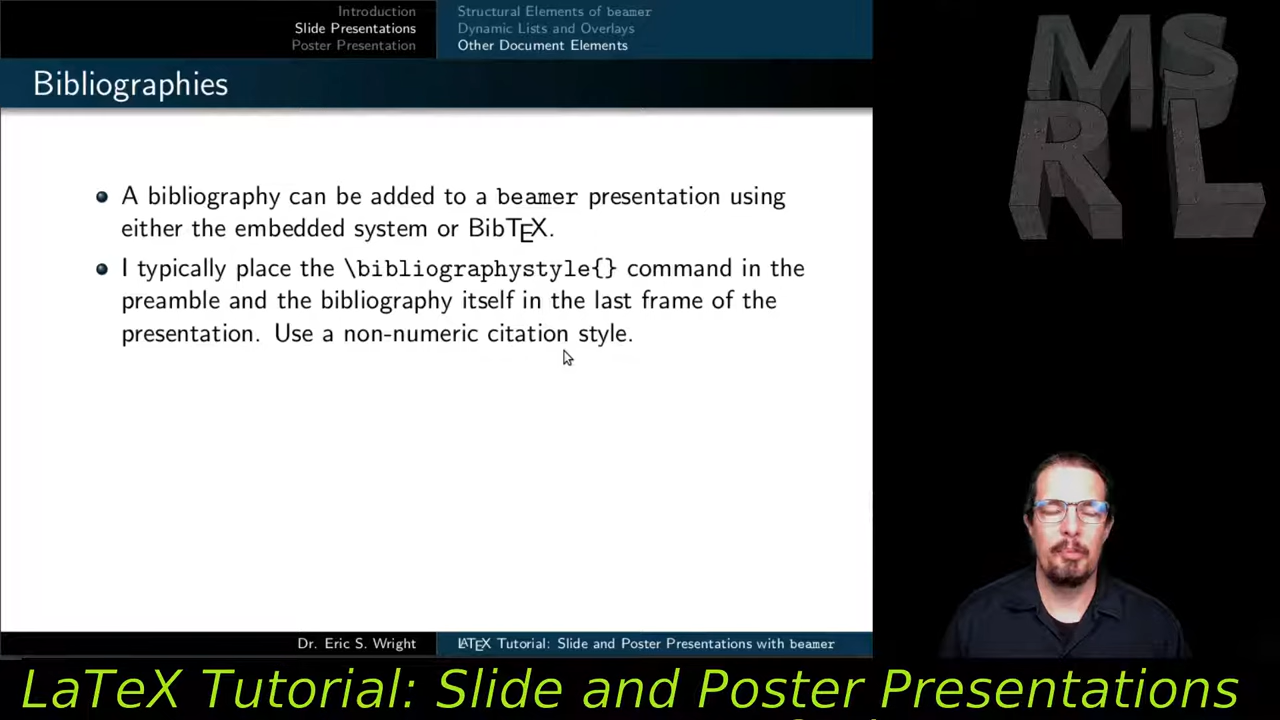 Introduction
Slide Presentations
Poster Presentation
Structural Elements of beamer
Dynamic Lists and Overlays
Other Document Elements
Bibliographies
A bibliography can be added to a beamer presentation using
either the embedded system or BibTEX.
I typically place the \bibliographystyle{} command in the
preamble and the bibliography itself in the last frame of the
presentation. Use a non-numeric citation style.
Dr. Eric S. Wright
LATEX Tutorial: Slide and Poster Presentations with beamer
MS
RL
LaTeX Tutorial: Slide and Poster Presentations